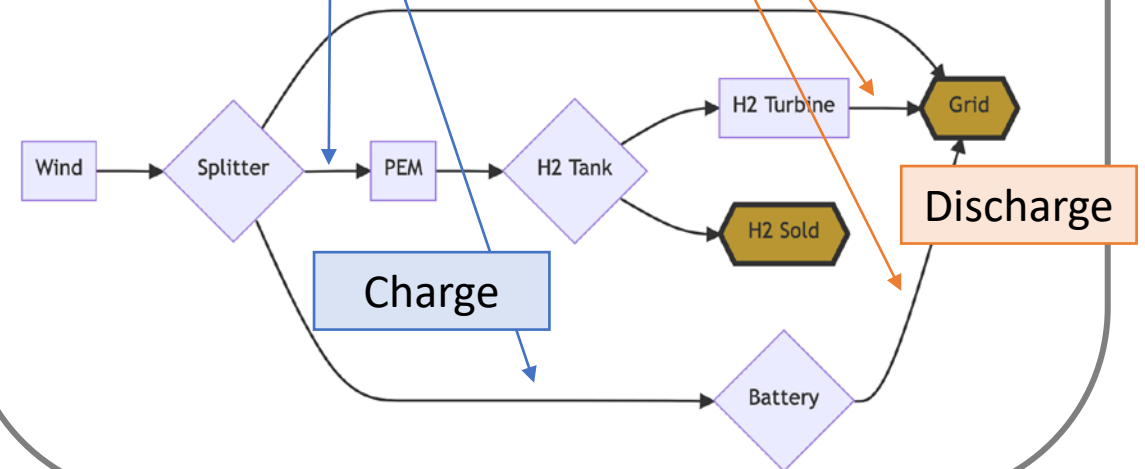 Wind
Splitter
PEM
H2 Tank
H2 Turbine
Grid
H2 Sold
Discharge
Charge
Battery